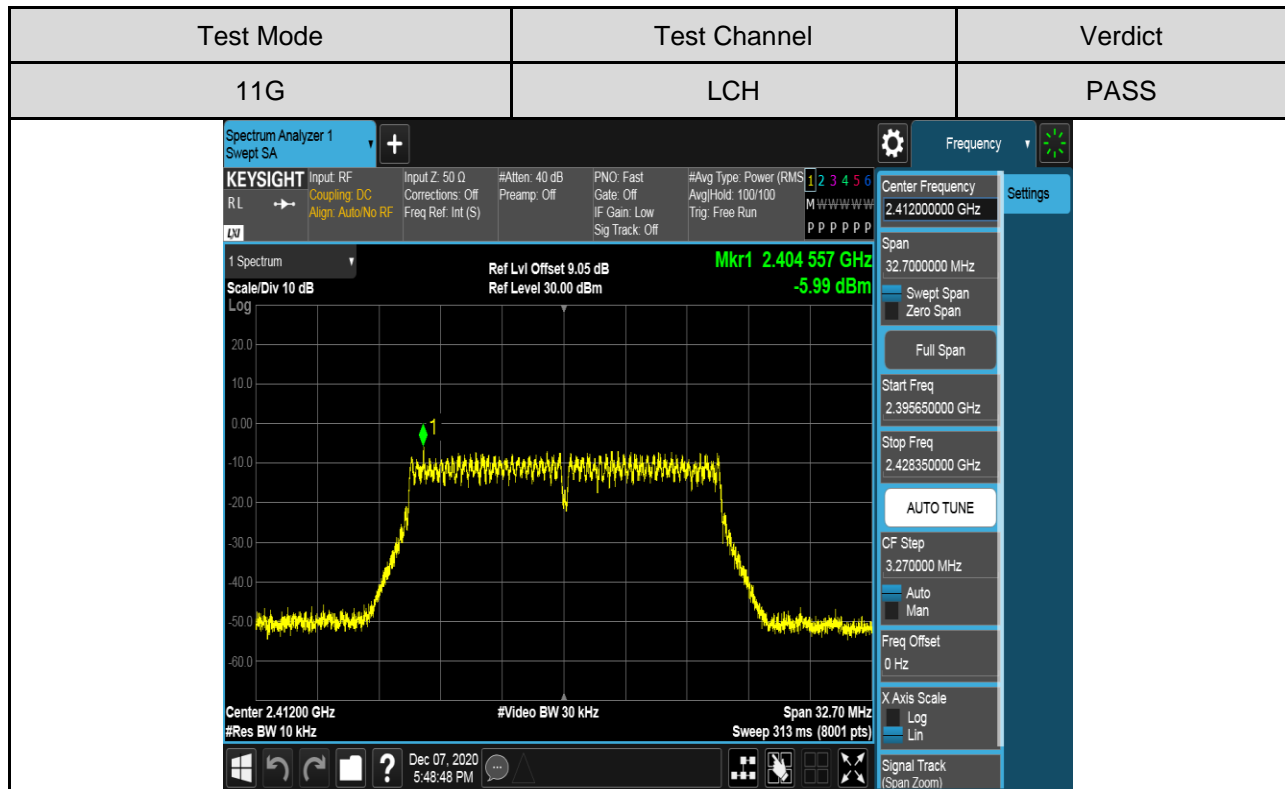 Test Mode Test Channel Verdict
11G LCH PASS
Spectrum Analyzer 1
Swept SA
+
Frequency
KEYSIGHT
RL
LXI
Input: RF
Coupling: DC
Align: Auto/No RF
Input Z: 50 Ω
Corrections: Off
Freq Ref: Int (S)
#Atten: 40 dB
Preamp: Off
PNO: Fast
Gate: Off
IF Gain: Low
Sig Track: Off
#Avg Type: Power (RMS
Avg|Hold: 100/100
Trig: Free Run
1 2 3 4 5 6
M W W W W W
P P P P P P
1 Spectrum
Scale/Div 10 dB
Ref Lvl Offset 9.05 dB
Ref Level 30.00 dBm
Mkr1 2.404 557 GHz
-5.99 dBm
Log
20.0
10.0
0.00
-10.0
-20.0
-30.0
-40.0
-50.0
-60.0
1
Center 2.41200 GHz
#Res BW 10 kHz
#Video BW 30 kHz
Span 32.70 MHz
Sweep 313 ms (8001 pts)
?
Dec 07, 2020
5:48:48 PM
Center Frequency
2.412000000 GHz
Settings
Span
32.7000000 MHz
Swept Span
Zero Span
Full Span
Start Freq
2.395650000 GHz
Stop Freq
2.428350000 GHz
AUTO TUNE
CF Step
3.270000 MHz
Auto
Man
Freq Offset
0 Hz
X Axis Scale
Log
Lin
Signal Track
(Span Zoom)